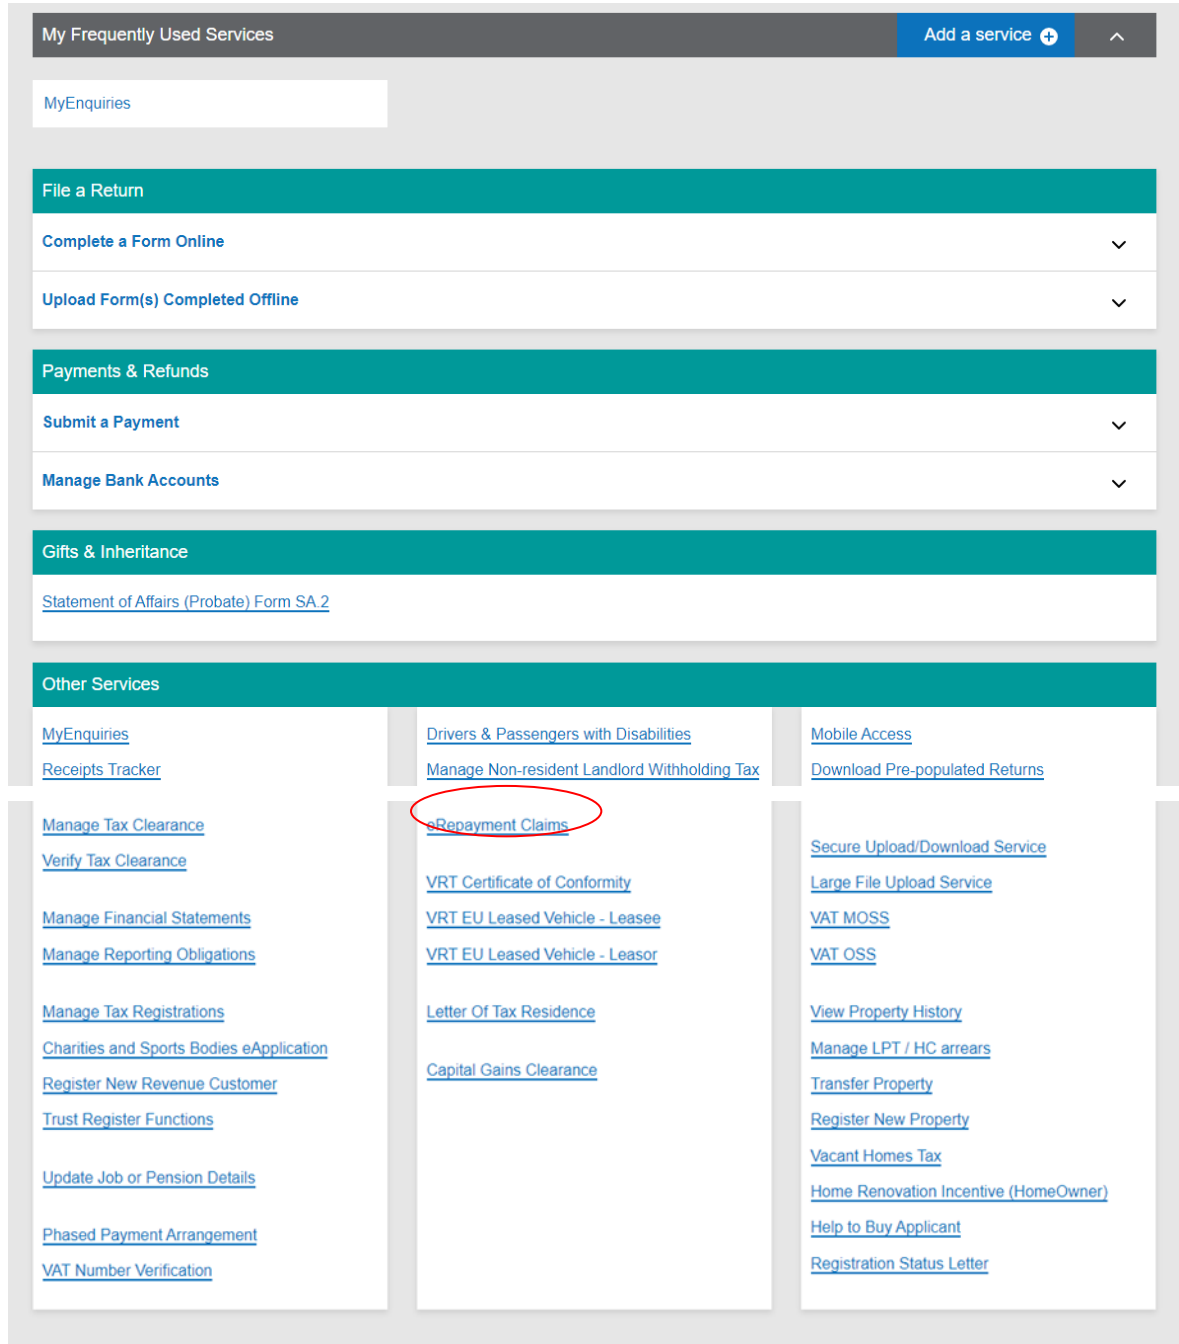 My Frequently Used Services
Add a service
MyEnquiries
File a Return
Complete a Form Online
Upload Form(s) Completed Offline
Payments & Refunds
Submit a Payment
Manage Bank Accounts
Gifts & Inheritance
Statement of Affairs (Probate) Form SA.2
Other Services
MyEnquiries
Receipts Tracker
Manage Tax Clearance
Verify Tax Clearance
Manage Financial Statements
Manage Reporting Obligations
Manage Tax Registrations
Charities and Sports Bodies eApplication
Register New Revenue Customer
Trust Register Functions
Update Job or Pension Details
Phased Payment Arrangement
VAT Number Verification
Drivers & Passengers with Disabilities
Manage Non-resident Landlord Withholding Tax
eRepayment Claims
VRT Certificate of Conformity
VRT EU Leased Vehicle - Leasee
VRT EU Leased Vehicle - Leasor
Letter Of Tax Residence
Capital Gains Clearance
Mobile Access
Download Pre-populated Returns
Secure Upload/Download Service
Large File Upload Service
VAT MOSS
VAT OSS
View Property History
Manage LPT / HC arrears
Transfer Property
Register New Property
Vacant Homes Tax
Home Renovation Incentive (HomeOwner)
Help to Buy Applicant
Registration Status Letter